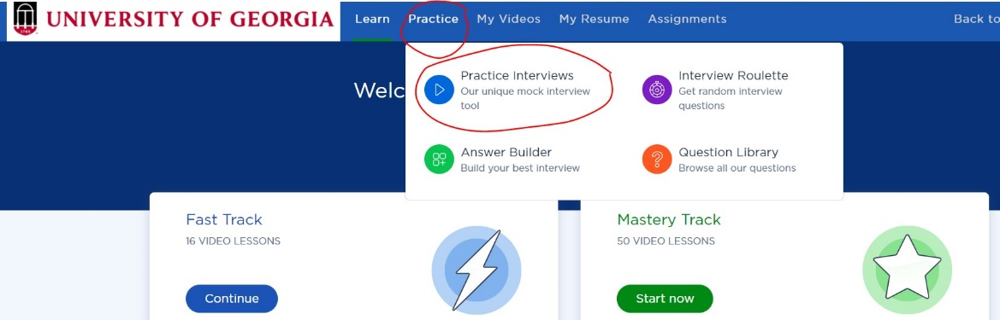 UNIVERSITY OF GEORGIA
Learn Practice My Videos My Resume Assignments Back to
Welc
Practice Interviews
Our unique mock interview
tool
Interview Roulette
Get random interview
questions
Answer Builder
Build your best interview
Question Library
Browse all our questions
Fast Track
16 VIDEO LESSONS
Continue
Mastery Track
50 VIDEO LESSONS
Start now